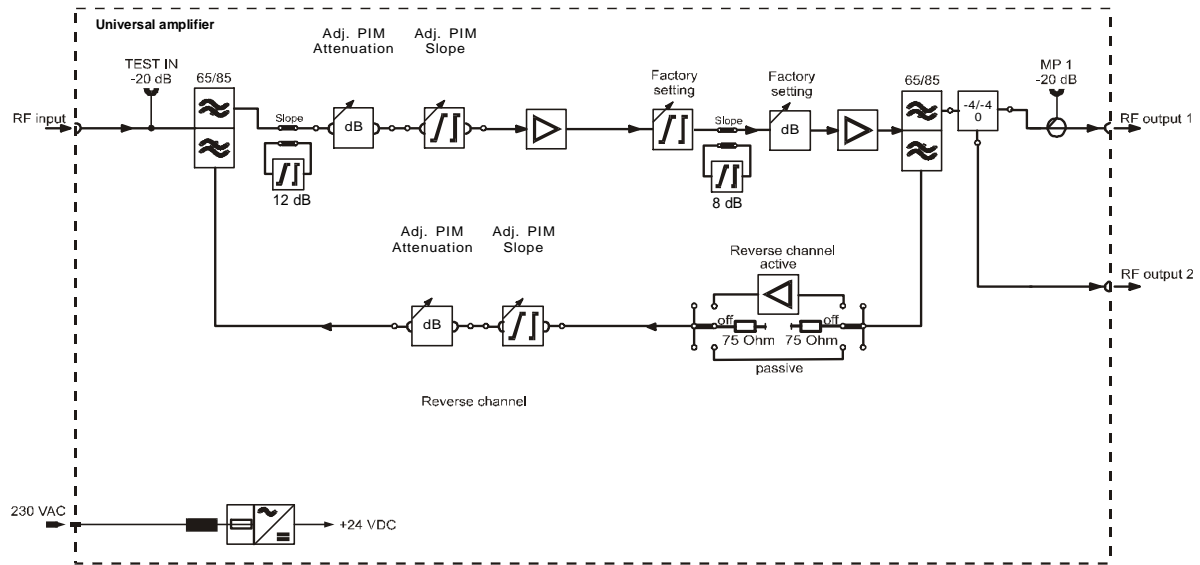 Universal amplifier
TEST IN
-20 dB
65/85
Slope
12 dB
Adj. PIM
Attenuation
dB
Adj. PIM
Slope
Factory
setting
Slope
8 dB
Factory
setting
dB
65/85
-4/-4
0
MP 1
-20 dB
RF input
RF output 1
RF output 2
Adj. PIM
Attenuation
dB
Adj. PIM
Slope
Reverse channel
active
off
75 Ohm
off
75 Ohm
passive
Reverse channel
230 VAC
+24 VDC